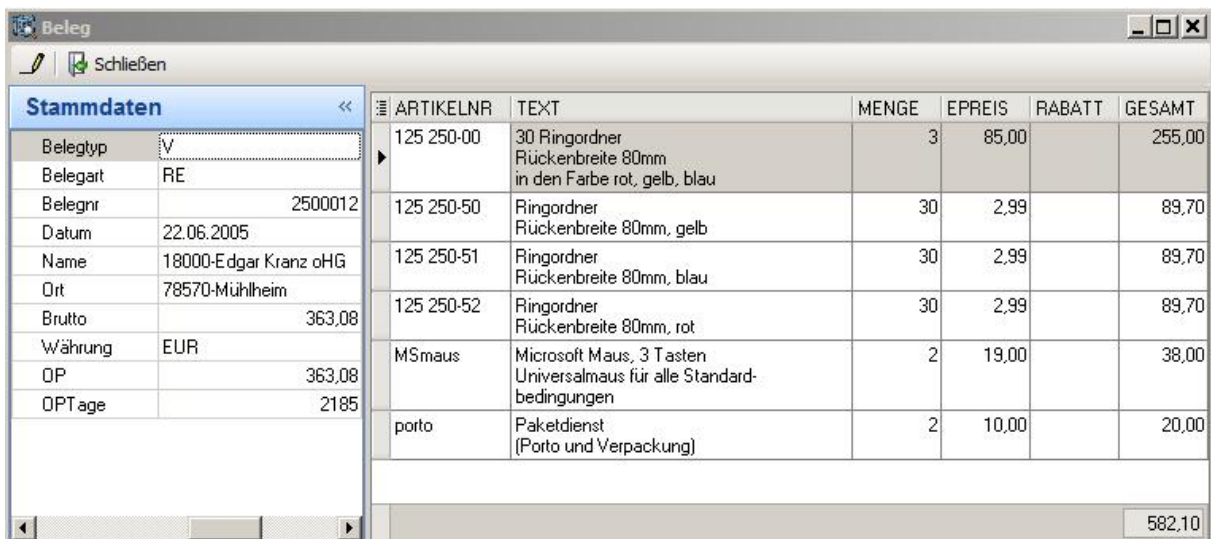 Beleg
Schließen
Stammdaten «
Belegtyp V
Belegart RE
Belegnr 2500012
Datum 22.06.2005
Name 18000-Edgar Kranz oHG
Ort 78570-Mühlheim
Brutto 363,08
Währung EUR
OP 363,08
OPTage 2185
ARTIKELNR TEXT MENGE EPREIS RABATT GESAMT
125 250-00 30 Ringordner 3 85,00 255,00
Rückenbreite 80mm
in den Farbe rot, gelb, blau
125 250-50 Ringordner 30 2,99 89,70
Rückenbreite 80mm, gelb
125 250-51 Ringordner 30 2,99 89,70
Rückenbreite 80mm, blau
125 250-52 Ringordner 30 2,99 89,70
Rückenbreite 80mm, rot
MSmaus Microsoft Maus, 3 Tasten 2 19,00 38,00
Universalmaus für alle Standard-
bedingungen
porto Paketdienst 2 10,00 20,00
(Porto und Verpackung)
582,10